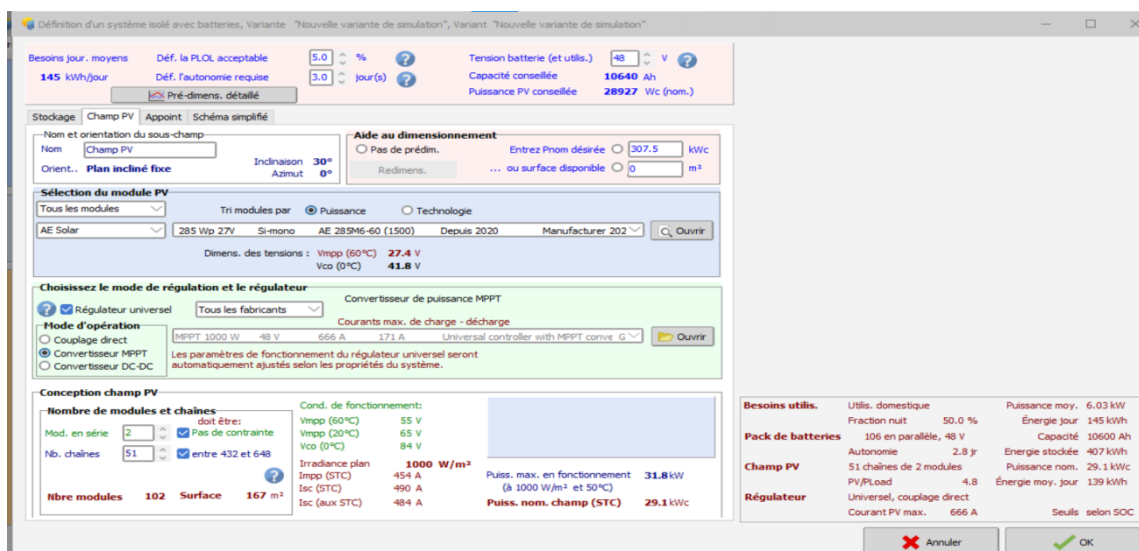 Définition d'un système isolé avec batteries, Variante "Nouvelle variante de simulation", Variant "Nouvelle variante de simulation"
Besoins jour. moyens
145 kWh/jour
Déf. la PLOL acceptable 5.0 % ?
Déf. l'autonomie requise 3.0 jour(s) ?
Pré-dimens. détaillé
Tension batterie (et utilis.) 48 V ?
Capacité conseillée 10640 Ah
Puissance PV conseillée 28927 Wc (nom.)
Stockage Champ PV Appoint Schéma simplifié
Nom et orientation du sous-champ
Nom Champ PV
Orient.. Plan incliné fixe
Inclinaison 30°
Azimut 0°
Aide au dimensionnement
Pas de prédim.
Redimens.
Entrez Pnom désirée 307.5 kWc
... ou surface disponible 0 m²
Sélection du module PV
Tous les modules Tri modules par Puissance Technologie
AE Solar 285 Wp 27V Si-mono AE 285M6-60 (1500) Depuis 2020 Manufacturer 202 Ouvrir
Dimens. des tensions : Vmpp (60°C) 27.4 V
Vco (0°C) 41.8 V
Choisissez le mode de régulation et le régulateur
? Régulateur universel Tous les fabricants
Convertisseur de puissance MPPT
Mode d'opération
Couplage direct
Convertisseur MPPT
Convertisseur DC-DC
Courants max. de charge - décharge
MPPT 1000 W 48 V 666 A 171 A Universal controller with MPPT conve G Ouvrir
Les paramètres de fonctionnement du régulateur universel seront
automatiquement ajustés selon les propriétés du système.
Conception champ PV
Nombre de modules et chaînes
doit être:
Mod. en série 2 Pas de contrainte
Nb. chaînes 51 entre 432 et 648
?
Nbre modules 102 Surface 167 m²
Cond. de fonctionnement:
Vmpp (60°C) 55 V
Vmpp (20°C) 65 V
Vco (0°C) 84 V
Irradiance plan 1000 W/m²
Impp (STC) 454 A
Isc (STC) 490 A
Isc (aux STC) 484 A
Puiss. max. en fonctionnement 31.8 kW
(à 1000 W/m² et 50°C)
Puiss. nom. champ (STC) 29.1 kWc
Besoins utilis. Utilis. domestique Puissance moy. 6.03 kW
Fraction nuit 50.0 % Énergie jour 145 kWh
Pack de batteries 106 en parallèle, 48 V Capacité 10600 Ah
Autonomie 2.8 jr Energie stockée 407 kWh
Champ PV 51 chaînes de 2 modules Puissance nom. 29.1 kWc
PV/PLoad 4.8 Énergie moy. jour 139 kWh
Régulateur Universel, couplage direct
Courant PV max. 666 A Seuils selon SOC
Annuler OK